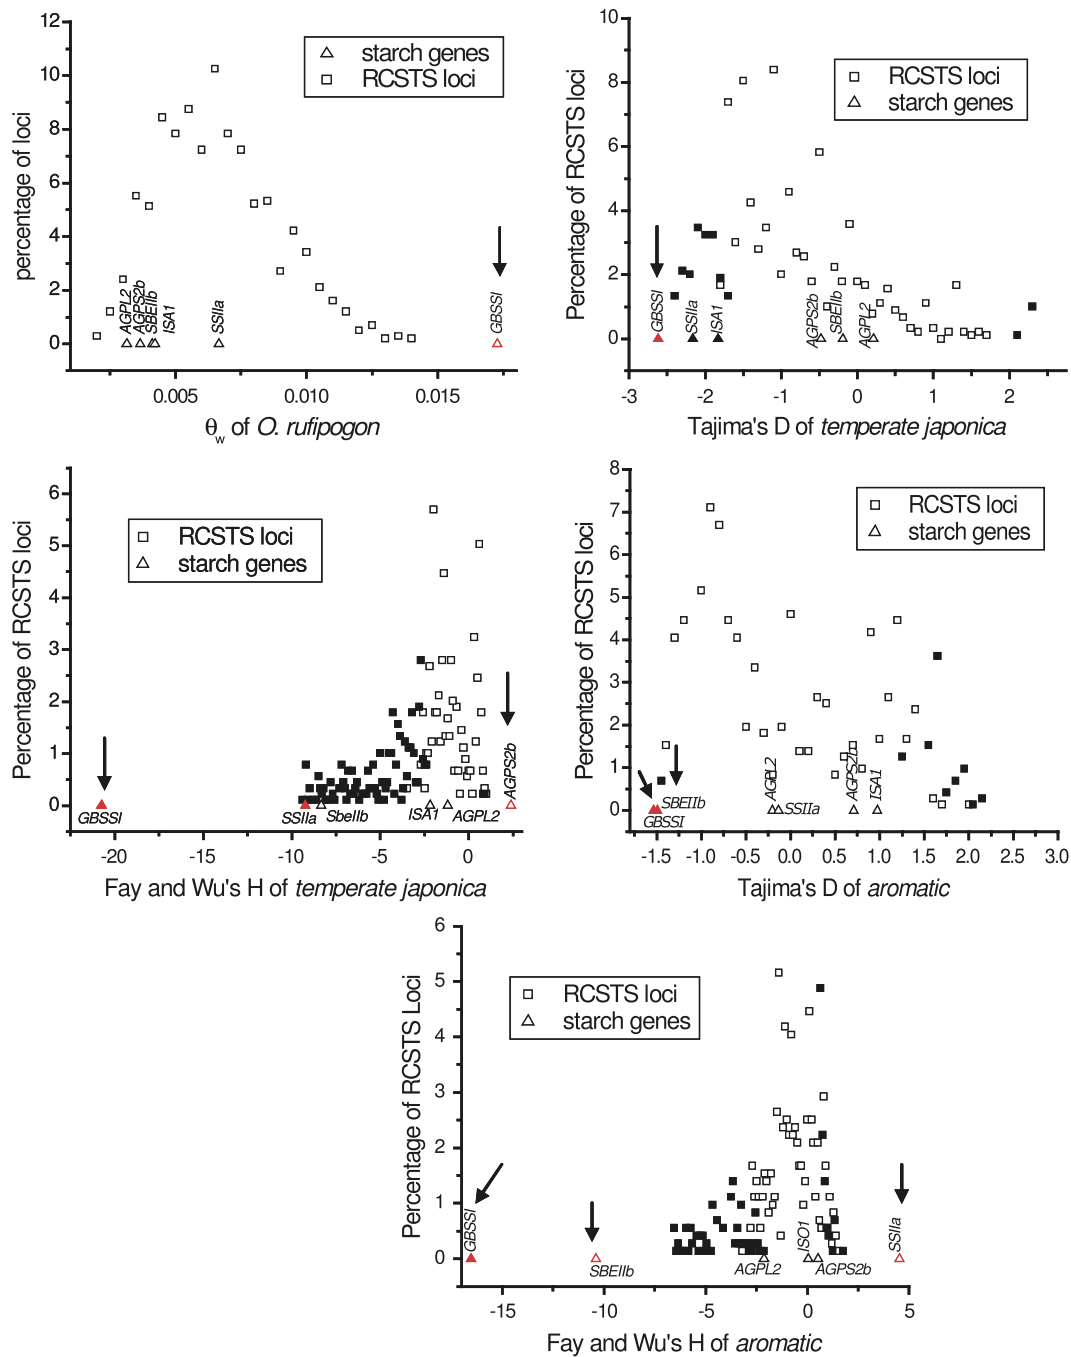 12
10
8
6
4
2
0
percentage of loci
starch genes
RCSTS loci
AGPL2
AGPS2b
SBEIIb
ISA1
SSIIa
GBSSI
0.005
0.010
0.015
θw of O. rufipogon
10
8
6
4
2
0
Percentage of RCSTS loci
RCSTS loci
starch genes
GBSSI
SSIIa
ISA1
AGPS2b
SBEIIb
AGPL2
-3
-2
-1
0
1
2
Tajima's D of temperate japonica
6
5
4
3
2
1
0
Percentage of RCSTS loci
RCSTS loci
starch genes
GBSSI
SSIIa
SbeIIb
ISA1
AGPL2
AGPS2b
-20
-15
-10
-5
0
Fay and Wu's H of temperate japonica
8
7
6
5
4
3
2
1
0
Percentage of RCSTS loci
RCSTS loci
starch genes
SBEIIb
GBSSI
AGPL2
SSIIa
AGPS2b
ISA1
-1.5
-1.0
-0.5
0.0
0.5
1.0
1.5
2.0
2.5
3.0
Tajima's D of aromatic
6
5
4
3
2
1
0
Percentage of RCSTS Loci
RCSTS loci
starch genes
GBSSI
SBEIIb
AGPL2
ISO1
AGPS2b
SSIIa
-15
-10
-5
0
5
Fay and Wu's H of aromatic